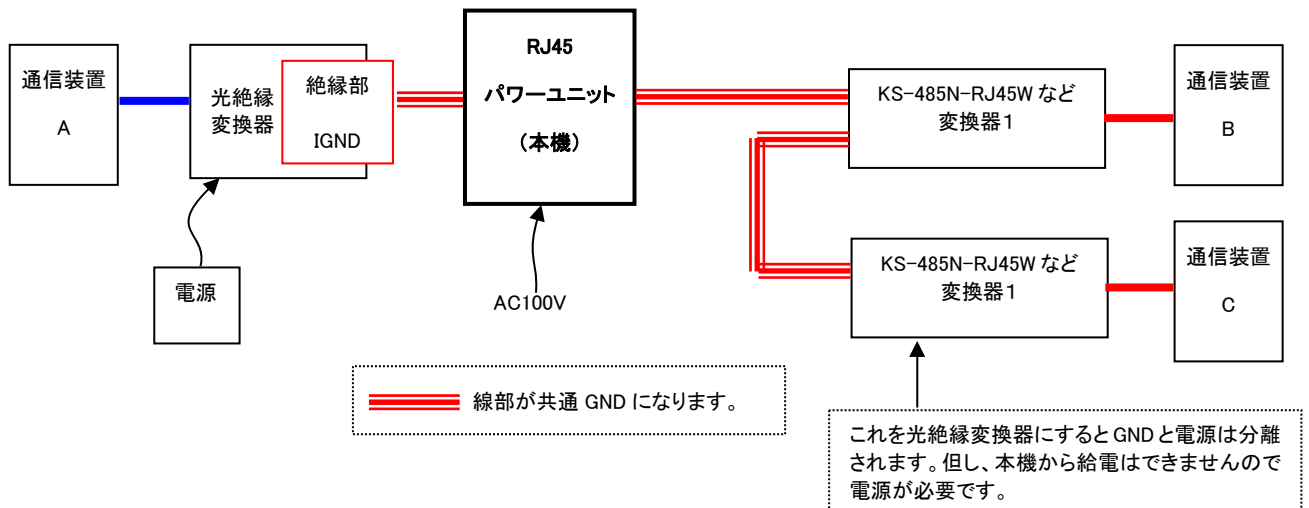 通信装置
A
光絶縁
変換器
絶縁部
IGND
電源
RJ45
パワーユニット
(本機)
AC100V
KS-485N-RJ45W など
変換器1
通信装置
B
KS-485N-RJ45W など
変換器1
通信装置
C
線部が共通 GND になります。
これを光絶縁変換器にするとGNDと電源は分離
されます。但し、本機から給電はできませんので
電源が必要です。